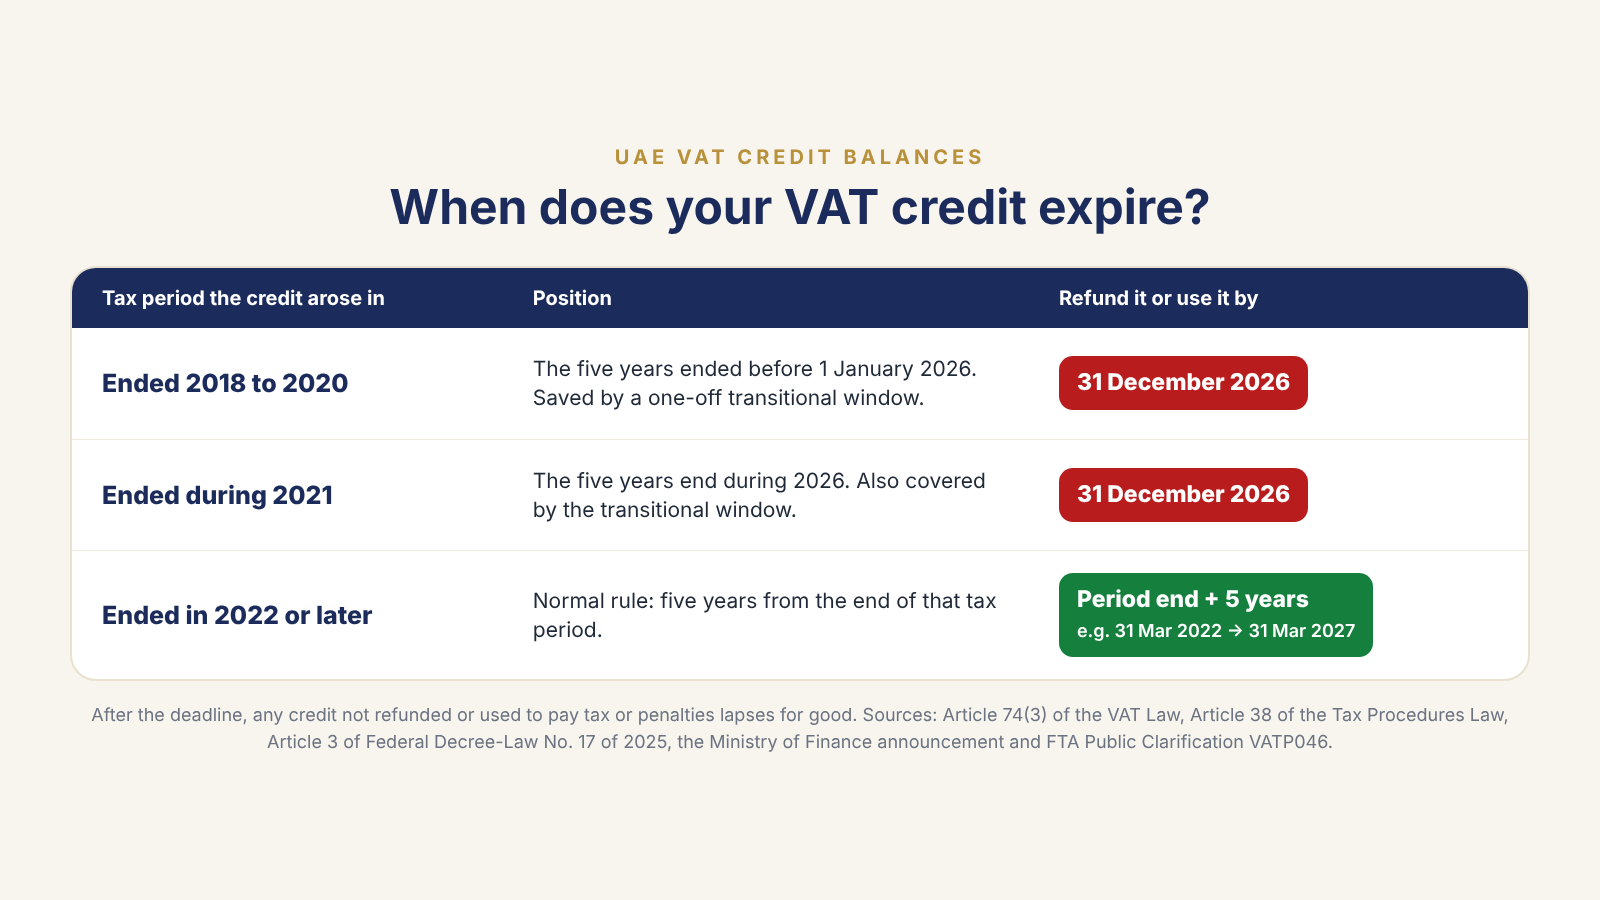 UAE VAT CREDIT BALANCES
When does your VAT credit expire?
Tax period the credit arose in
Position
Refund it or use it by
Ended 2018 to 2020
The five years ended before 1 January 2026.
Saved by a one-off transitional window.
31 December 2026
Ended during 2021
The five years end during 2026. Also covered
by the transitional window.
31 December 2026
Ended in 2022 or later
Normal rule: five years from the end of that tax
period.
Period end + 5 years
e.g. 31 Mar 2022 → 31 Mar 2027
After the deadline, any credit not refunded or used to pay tax or penalties lapses for good. Sources: Article 74(3) of the VAT Law, Article 38 of the Tax Procedures Law,
Article 3 of Federal Decree-Law No. 17 of 2025, the Ministry of Finance announcement and FTA Public Clarification VATP046.